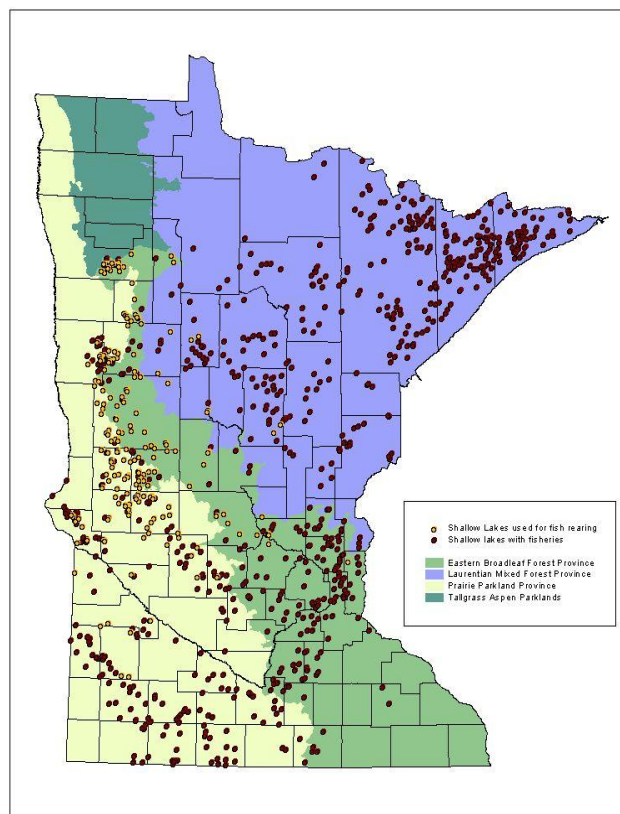 Shallow Lakes used for fish rearing
Shallow lakes with fisheries
Eastern Broadleaf Forest Province
Laurentian Mixed Forest Province
Prairie Parkland Province
Tallgrass Aspen Parklands